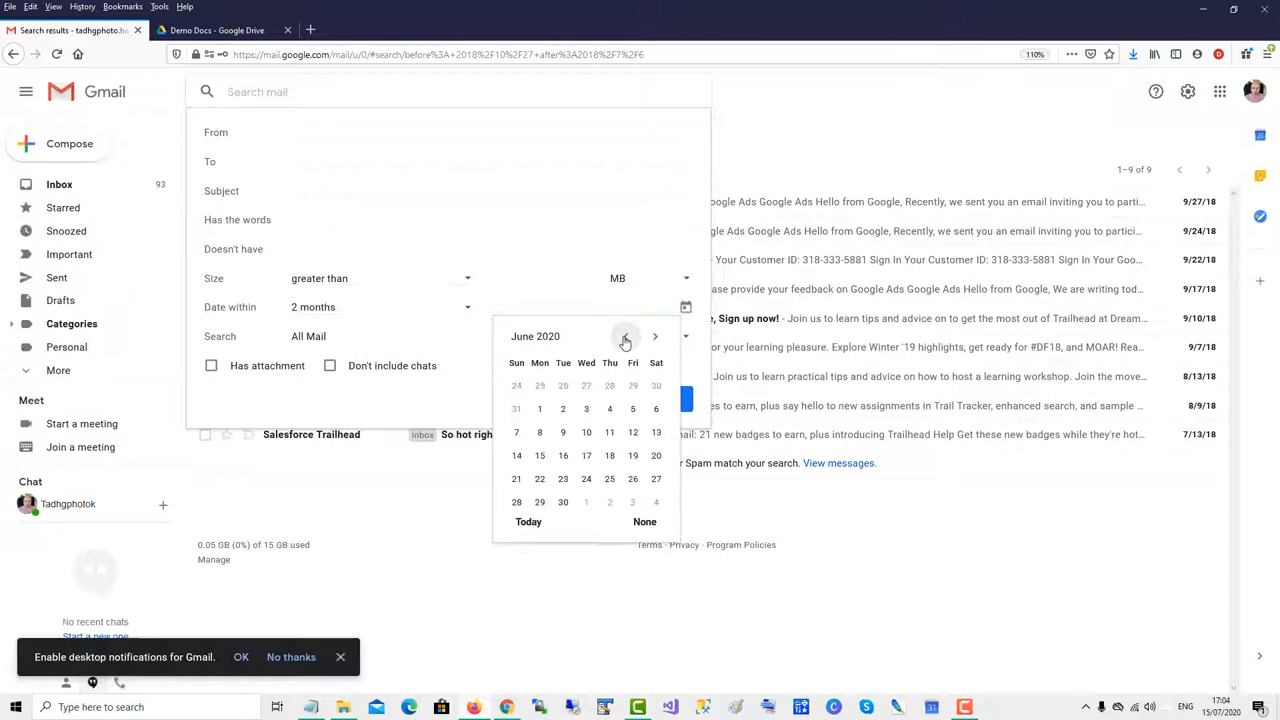 File Edit View History Bookmarks Tools Help
Search results - tadhgphoto.ha
Demo Docs - Google Drive
https://mail.google.com/mail/u/0/#search/before%3A+2018%2F10%2F27+after%3A2018%2F7%2F6
110%
Gmail
Search mail
Compose
From
To
Subject
Has the words
Doesn't have
Size greater than MB
Date within 2 months
Search All Mail
Has attachment Don't include chats
June 2020
Sun Mon Tue Wed Thu Fri Sat
24 25 26 27 28 29 30
31 1 2 3 4 5 6
7 8 9 10 11 12 13
14 15 16 17 18 19 20
21 22 23 24 25 26 27
28 29 30 1 2 3 4
Today None
Inbox 93
Starred
Snoozed
Important
Sent
Drafts
Categories
Personal
More
Meet
Start a meeting
Join a meeting
Chat
Tadhgphotok
No recent chats
Start a new one
1–9 of 9
ogle Ads Google Ads Hello from Google, Recently, we sent you an email inviting you to parti... 9/27/18
ogle Ads Google Ads Hello from Google, Recently, we sent you an email inviting you to partici... 9/24/18
- Your Customer ID: 318-333-5881 Sign In Your Customer ID: 318-333-5881 Sign In Your Goo... 9/22/18
ease provide your feedback on Google Ads Google Ads Hello from Google, We are writing tod...
e, Sign up now! - Join us to learn tips and advice on to get the most out of Trailhead at Dream...
for your learning pleasure. Explore Winter '19 highlights, get ready for #DF18, and MOAR! Rea...
Join us to learn practical tips and advice on how to host a learning workshop. Join the move... 8/13/18
es to earn, plus say hello to new assignments in Trail Tracker, enhanced search, and sample ... 8/9/18
Salesforce Trailhead Inbox So hot righ
mail: 21 new badges to earn, plus introducing Trailhead Help Get these new badges while they're hot... 7/13/18
r Spam match your search. View messages.
0.05 GB (0%) of 15 GB used
Manage
Terms · Privacy · Program Policies
Enable desktop notifications for Gmail. OK No thanks
Type here to search
ENG
17:04
15/07/2020